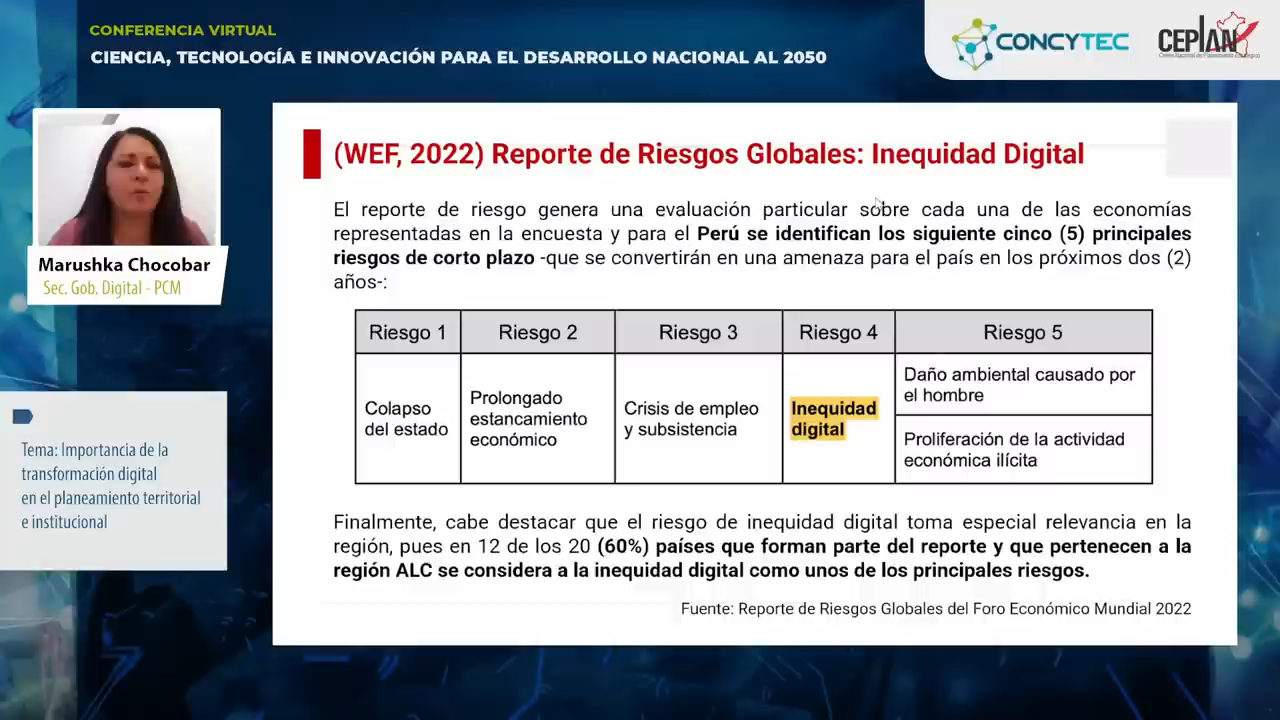 CONFERENCIA VIRTUAL
CIENCIA, TECNOLOGÍA E INNOVACIÓN PARA EL DESARROLLO NACIONAL AL 2050
CONCYTEC
CEPLAN
Marushka Chocobar
Sec. Gob. Digital - PCM
Tema: Importancia de la
transformación digital
en el planeamiento territorial
e institucional
(WEF, 2022) Reporte de Riesgos Globales: Inequidad Digital
El reporte de riesgo genera una evaluación particular sobre cada una de las economías
representadas en la encuesta y para el Perú se identifican los siguiente cinco (5) principales
riesgos de corto plazo -que se convertirán en una amenaza para el país en los próximos dos (2)
años-:
Riesgo 1 Riesgo 2 Riesgo 3 Riesgo 4 Riesgo 5
Colapso
del estado
Prolongado
estancamiento
económico
Crisis de empleo
y subsistencia
Inequidad
digital
Daño ambiental causado por
el hombre
Proliferación de la actividad
económica ilícita
Finalmente, cabe destacar que el riesgo de inequidad digital toma especial relevancia en la
región, pues en 12 de los 20 (60%) países que forman parte del reporte y que pertenecen a la
región ALC se considera a la inequidad digital como unos de los principales riesgos.
Fuente: Reporte de Riesgos Globales del Foro Económico Mundial 2022